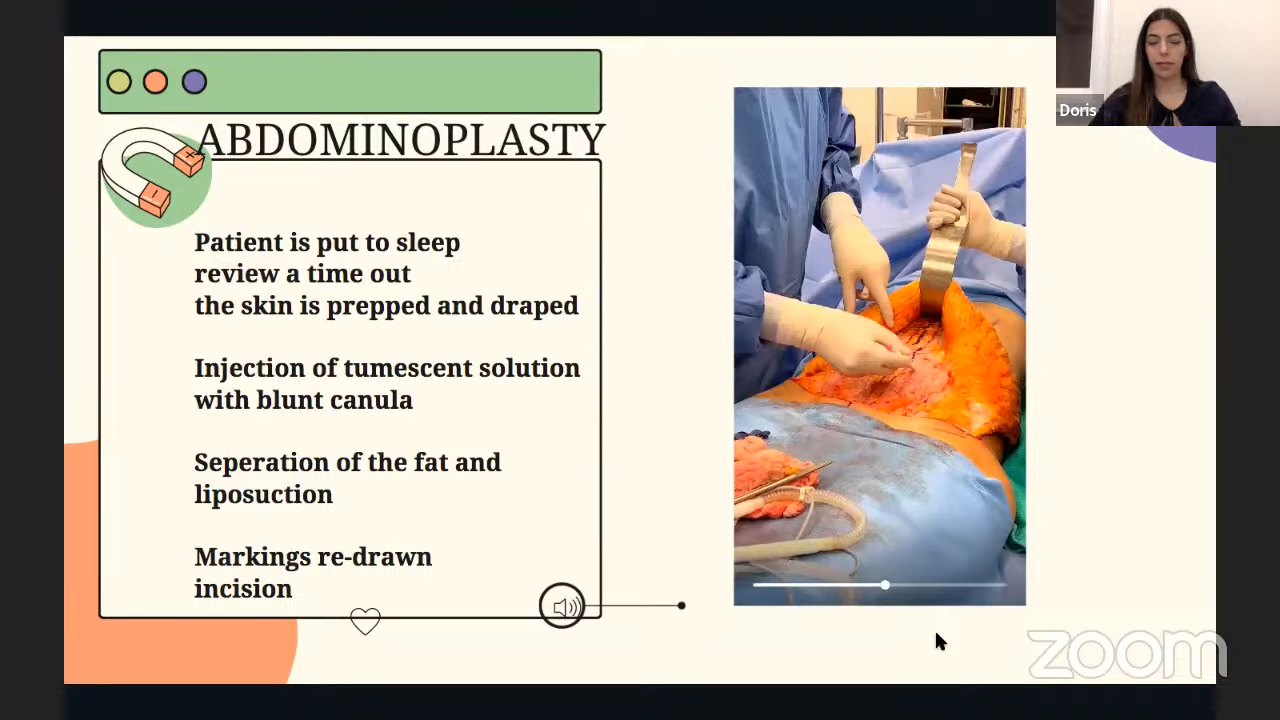 Doris
ABDOMINOPLASTY
Patient is put to sleep
review a time out
the skin is prepped and draped
Injection of tumescent solution
with blunt canula
Seperation of the fat and
liposuction
Markings re-drawn
incision
zoom